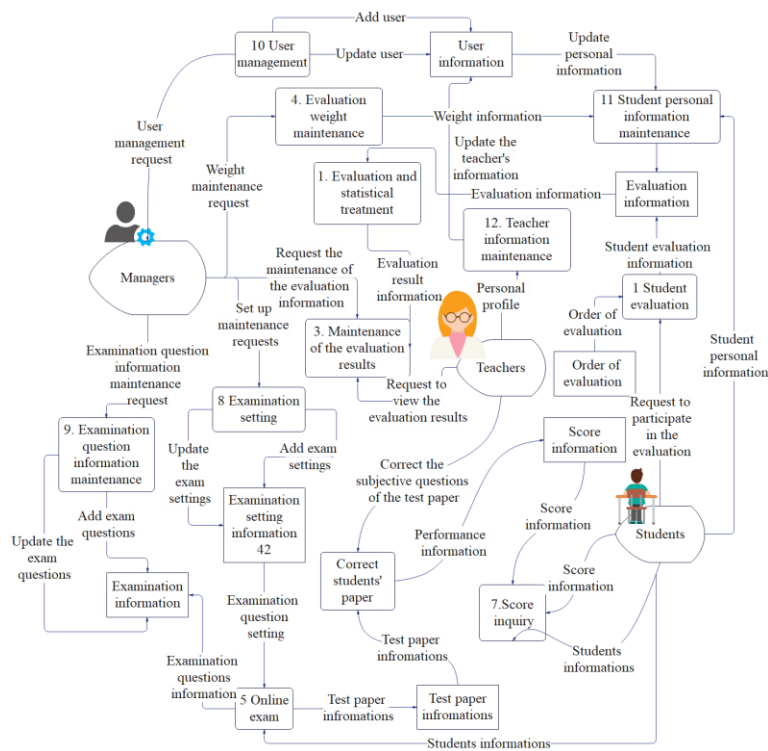 Add user
10 User
management
Update user
User
information
Update
personal
information
User
management
request
4. Evaluation
weight
maintenance
Weight information
11 Student personal
information
maintenance
Weight
maintenance
request
Update the
teacher's
information
1. Evaluation and
statistical
treatment
Evaluation information
Evaluation
information
12. Teacher
information
maintenance
Student evaluation
information
Managers
Request the
maintenance of
the evaluation
information
Evaluation
result
information
Personal
profile
1 Student
evaluation
Set up
maintenance
requests
Order of
evaluation
Examination question
information
maintenance
request
3. Maintenance
of the evaluation
results
Teachers
Order of
evaluation
Student
personal
information
Request to
view the
evaluation results
8 Examination
setting
Request to
participate
in the
evaluation
9. Examination
question
information
maintenance
Update
the
exam
settings
Add exam
settings
Correct the
subjective questions
of the test paper
Score
information
Examination
setting
information
42
Add exam
questions
Update the
exam
questions
Performance
information
Score
information
Students
Examination
information
Correct
students'
paper
Score
information
Examination
question
setting
7.Score
inquiry
Test paper
infromations
Students
informations
Examination
questions
information
5 Online
exam
Test paper
infromations
Test paper
infromations
Students informations